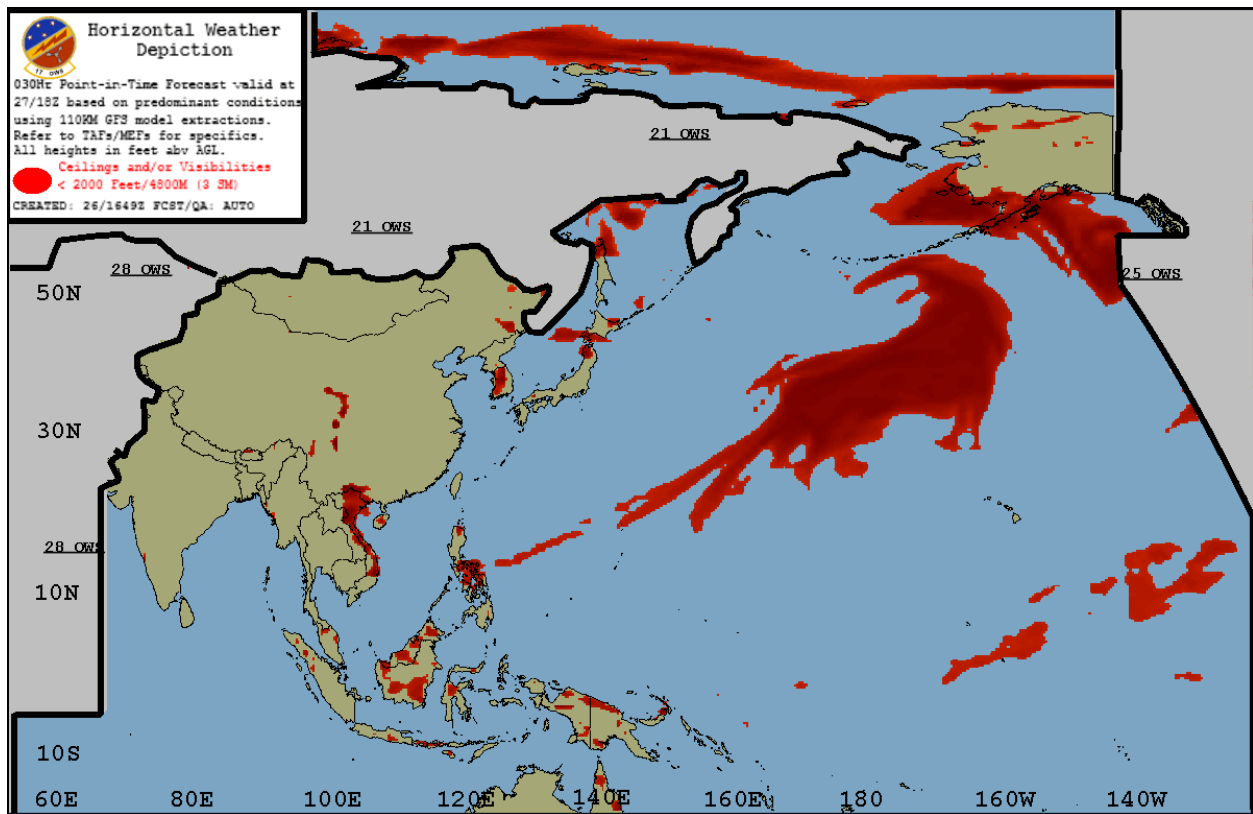 Horizontal Weather
Depiction
17 OWS
030Hr Point-in-Time Forecast valid at
27/18Z based on predominant conditions
using 110KM GFS model extractions.
Refer to TAFs/MEFs for specifics.
All heights in feet abv AGL.
Ceilings and/or Visibilities
< 2000 Feet/4800M (3 SM)
CREATED: 26/1649Z FCST/QA: AUTO
21 OWS
21 OWS
28 OWS
25 OWS
50N
30N
28 OWS
10N
10S
60E 80E 100E 120E 140E 160E 180 160W 140W